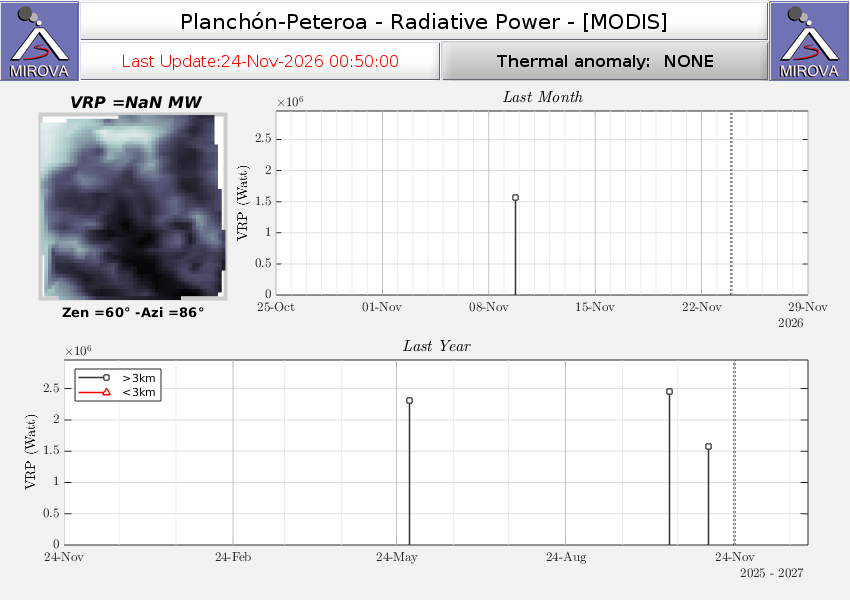 Planchón-Peteroa - Radiative Power - [MODIS]
MIROVA
Last Update:24-Nov-2026 00:50:00
Thermal anomaly: NONE
MIROVA
VRP =NaN MW
Zen =60° -Azi =86°
Last Month
×10⁶
VRP (Watt)
2.5
2
1.5
1
0.5
0
25-Oct
01-Nov
08-Nov
15-Nov
22-Nov
29-Nov
2026
Last Year
×10⁶
VRP (Watt)
>3km
<3km
2.5
2
1.5
1
0.5
0
24-Nov
24-Feb
24-May
24-Aug
24-Nov
2025 - 2027